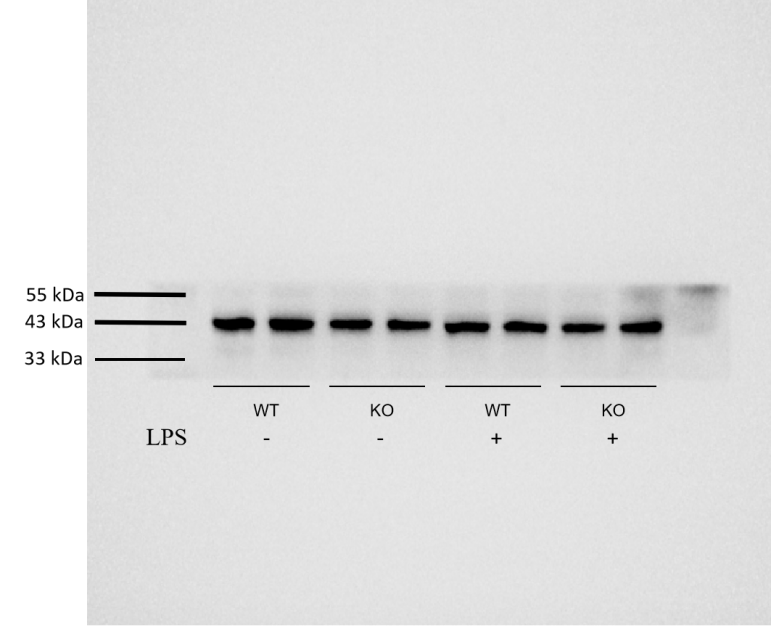 55 kDa
43 kDa
33 kDa
WT KO WT KO
LPS - - + +